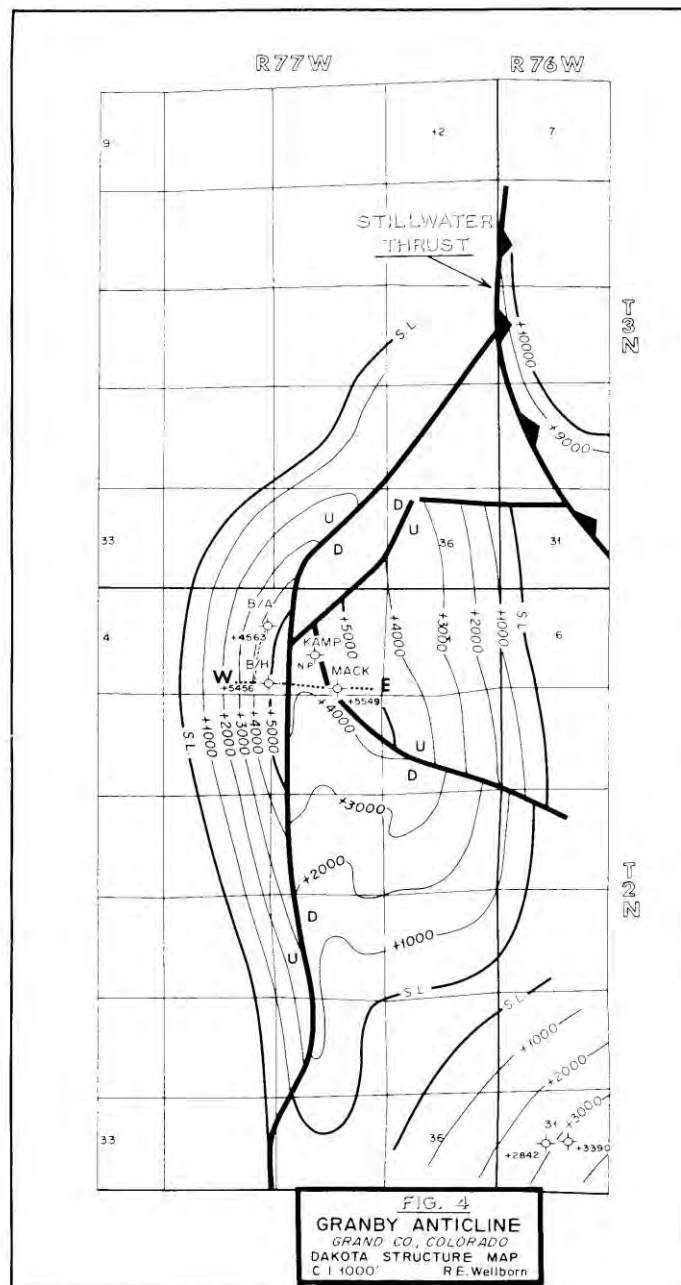 R77W
R76W
9
12
7
STILLWATER
THRUST
T3N
S.L.
+10000
+9000
U
D
D
U
33
36
31
B/A
+4563
4
KAMP
N.P.
+5000
+4000
+3000
+2000
+1000
S.L.
6
B/H
W
+5456
MACK
E
+5549
+4000
S.L.
+1000
+2000
+3000
+4000
+5000
U
D
+3000
+2000
T2N
D
U
+1000
S.L.
S.L.
+1000
+2000
+3000
33
36
31
+2842
+3390
FIG. 4
GRANBY ANTICLINE
GRAND CO., COLORADO
DAKOTA STRUCTURE MAP
C I 1000' R.E. Wellborn